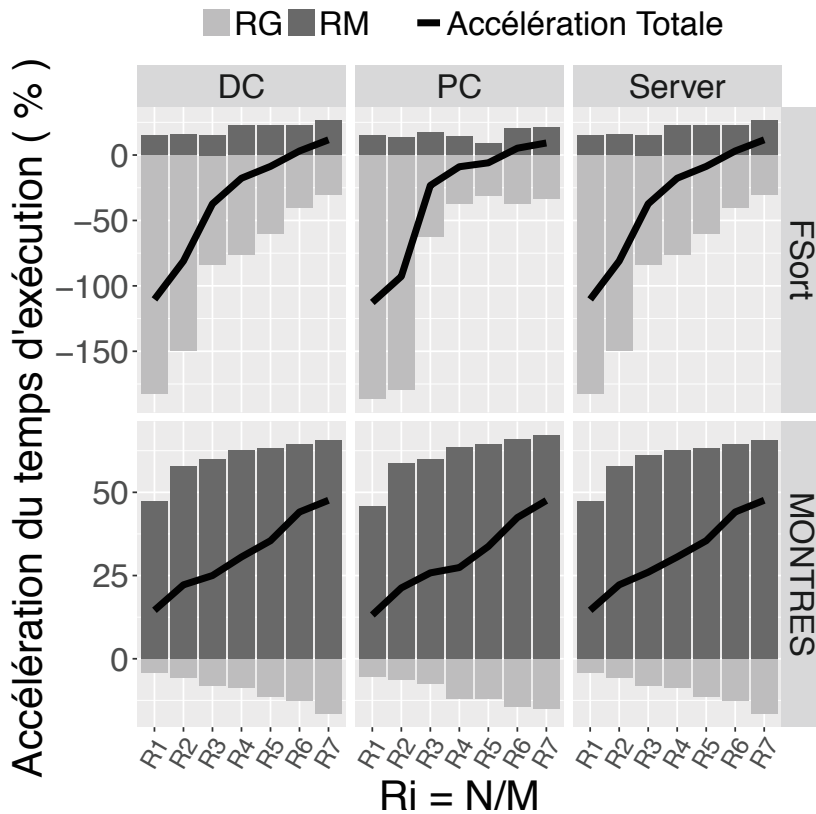 RG RM Accélération Totale
DC PC Server
Accélération du temps d'exécution ( % )
0
−50
−100
−150
FSort
50
25
0
MONTRES
R1 R2 R3 R4 R5 R6 R7 R1 R2 R3 R4 R5 R6 R7 R1 R2 R3 R4 R5 R6 R7
Ri = N/M